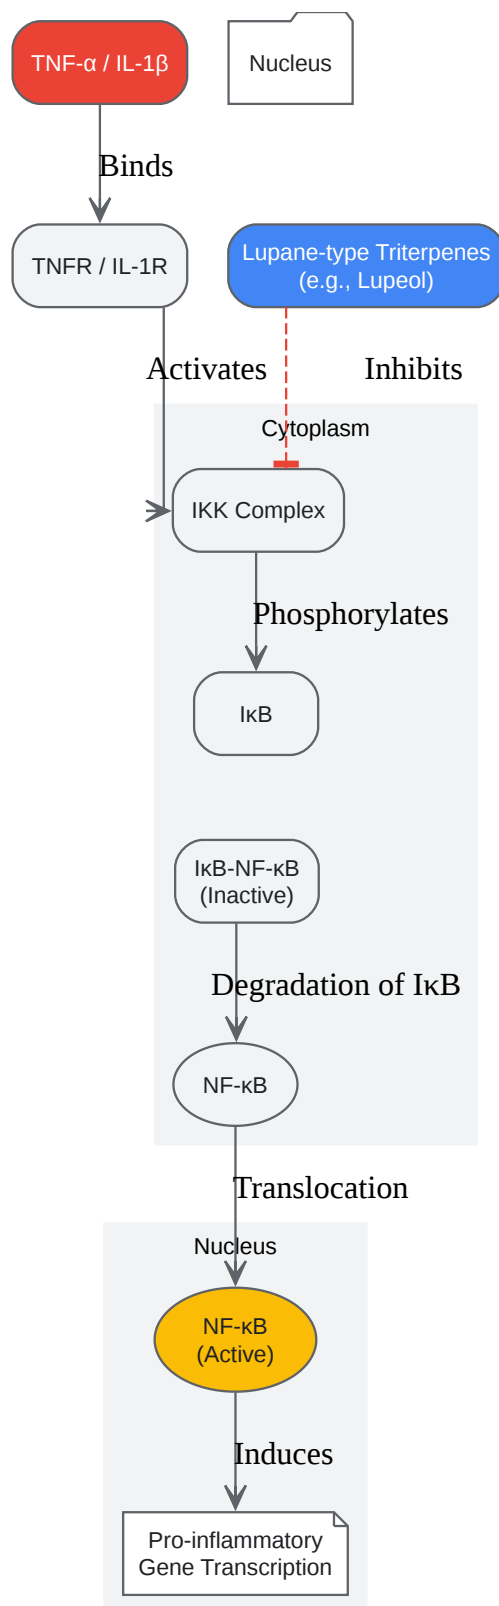 TNF-α / IL-1β
Nucleus
Binds
TNFR / IL-1R
Lupane-type Triterpenes
(e.g., Lupeol)
Activates
Inhibits
Cytoplasm
IKK Complex
Phosphorylates
IκB
IκB-NF-κB
(Inactive)
Degradation of IκB
NF-κB
Translocation
Nucleus
NF-κB
(Active)
Induces
Pro-inflammatory
Gene Transcription